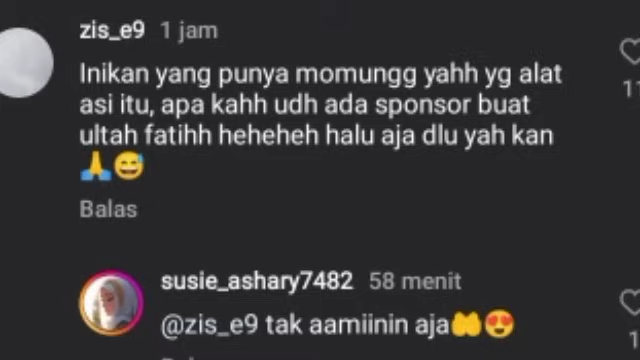 zis_e9 1 jam
Inikan yang punya momungg yahh yg alat
asi itu, apa kahh udh ada sponsor buat
ultah fatihh heheheh halu aja dlu yah kan
🙏😅
Balas
susie_ashary7482 58 menit
@zis_e9 tak aamiinin aja🤲😍